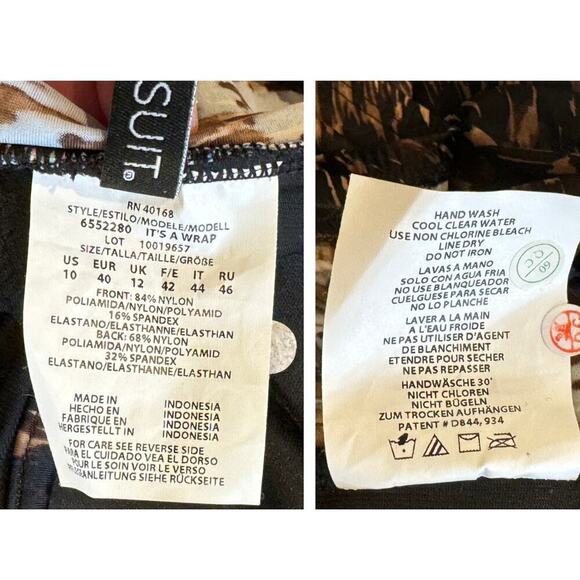 SUIT®
RN 40168
STYLE/ESTILO/MODELE/MODELL
6552280 IT'S A WRAP
LOT 10019657
SIZE/TALLA/TAILLE/GRÖßE
US EUR UK F/E IT RU
10 40 12 42 44 46
FRONT: 84% NYLON
POLIAMIDA/NYLON/POLYAMID
16% SPANDEX
ELASTANO/ELASTHANNE/ELASTHAN
BACK: 68% NYLON
POLIAMIDA/NYLON/POLYAMID
32% SPANDEX
ELASTANO/ELASTHANNE/ELASTHAN
MADE IN INDONESIA
HECHO EN INDONESIA
FABRIQUE EN INDONESIA
HERGESTELLT IN INDONESIA
FOR CARE SEE REVERSE SIDE
PARA EL CUIDADO VEA EL DORSO
POUR LE SOIN VOIR LE VERSO
ANLEITUNG SIEHE RÜCKSEITE
HAND WASH
COOL CLEAR WATER
USE NON CHLORINE BLEACH
LINE DRY
DO NOT IRON
LAVAS A MANO
SOLO CON AGUA FRIA
NO USE BLANQUEADOR
CUELGUESE PARA SECAR
NO LO PLANCHE
LAVER A LA MAIN
A L'EAU FROIDE
NE PAS UTILISER D'AGENT
DE BLANCHIMENT
ETENDRE POUR SECHER
NE PAS REPASSER
HANDWÄSCHE 30°
NICHT CHLOREN
NICHT BÜGELN
ZUM TROCKEN AUFHÄNGEN
PATENT # D844,934
QC
60